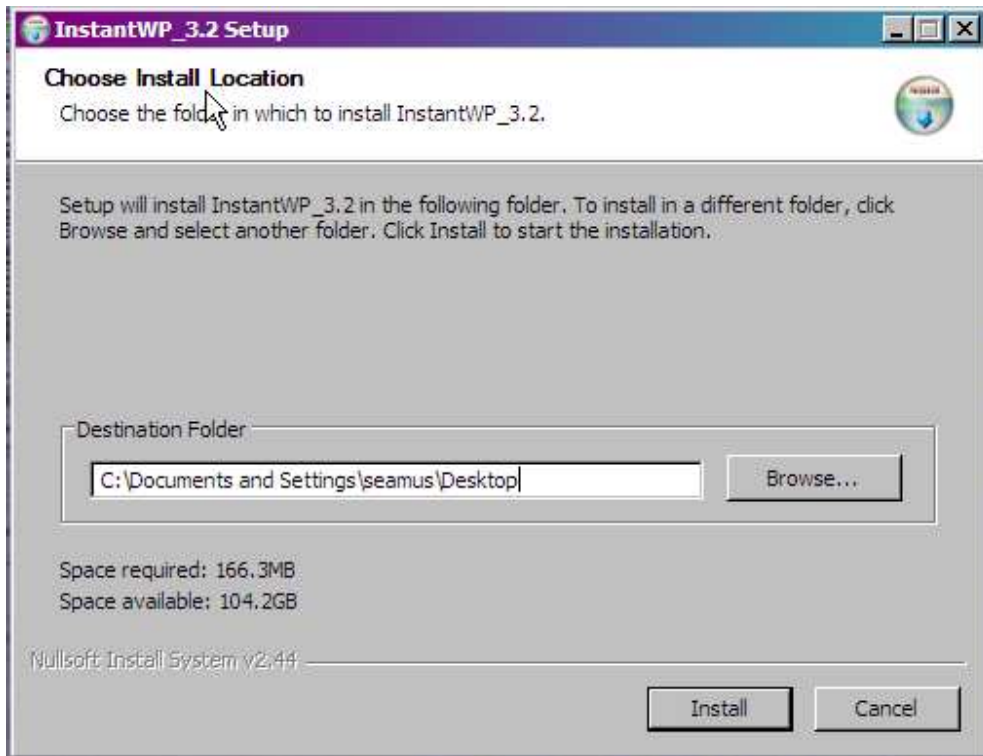 InstantWP_3.2 Setup
Choose Install Location
Choose the folder in which to install InstantWP_3.2.
Setup will install InstantWP_3.2 in the following folder. To install in a different folder, click
Browse and select another folder. Click Install to start the installation.
Destination Folder
C:\Documents and Settings\seamus\Desktop
Browse...
Space required: 166.3MB
Space available: 104.2GB
Nullsoft Install System v2.44
Install
Cancel